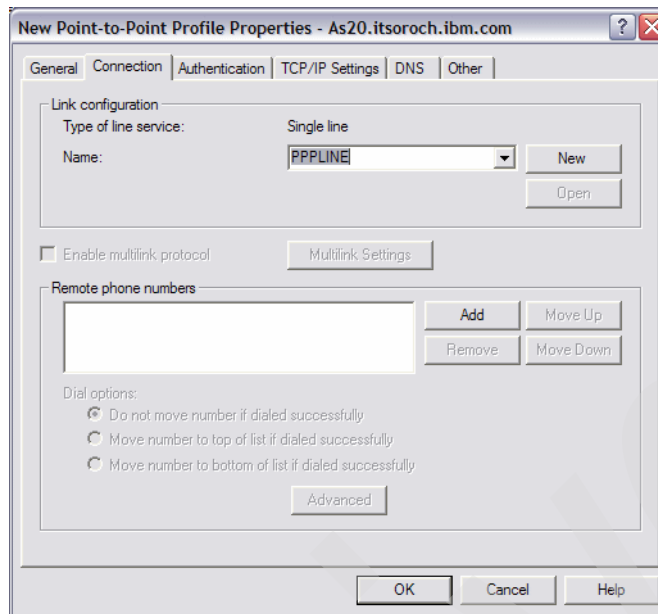 New Point-to-Point Profile Properties - As20.itsoroch.ibm.com
General Connection Authentication TCP/IP Settings DNS Other
Link configuration
Type of line service: Single line
Name: PPPLINE New
Open
Enable multilink protocol Multilink Settings
Remote phone numbers
Add Move Up
Remove Move Down
Dial options:
Do not move number if dialed successfully
Move number to top of list if dialed successfully
Move number to bottom of list if dialed successfully
Advanced
OK Cancel Help